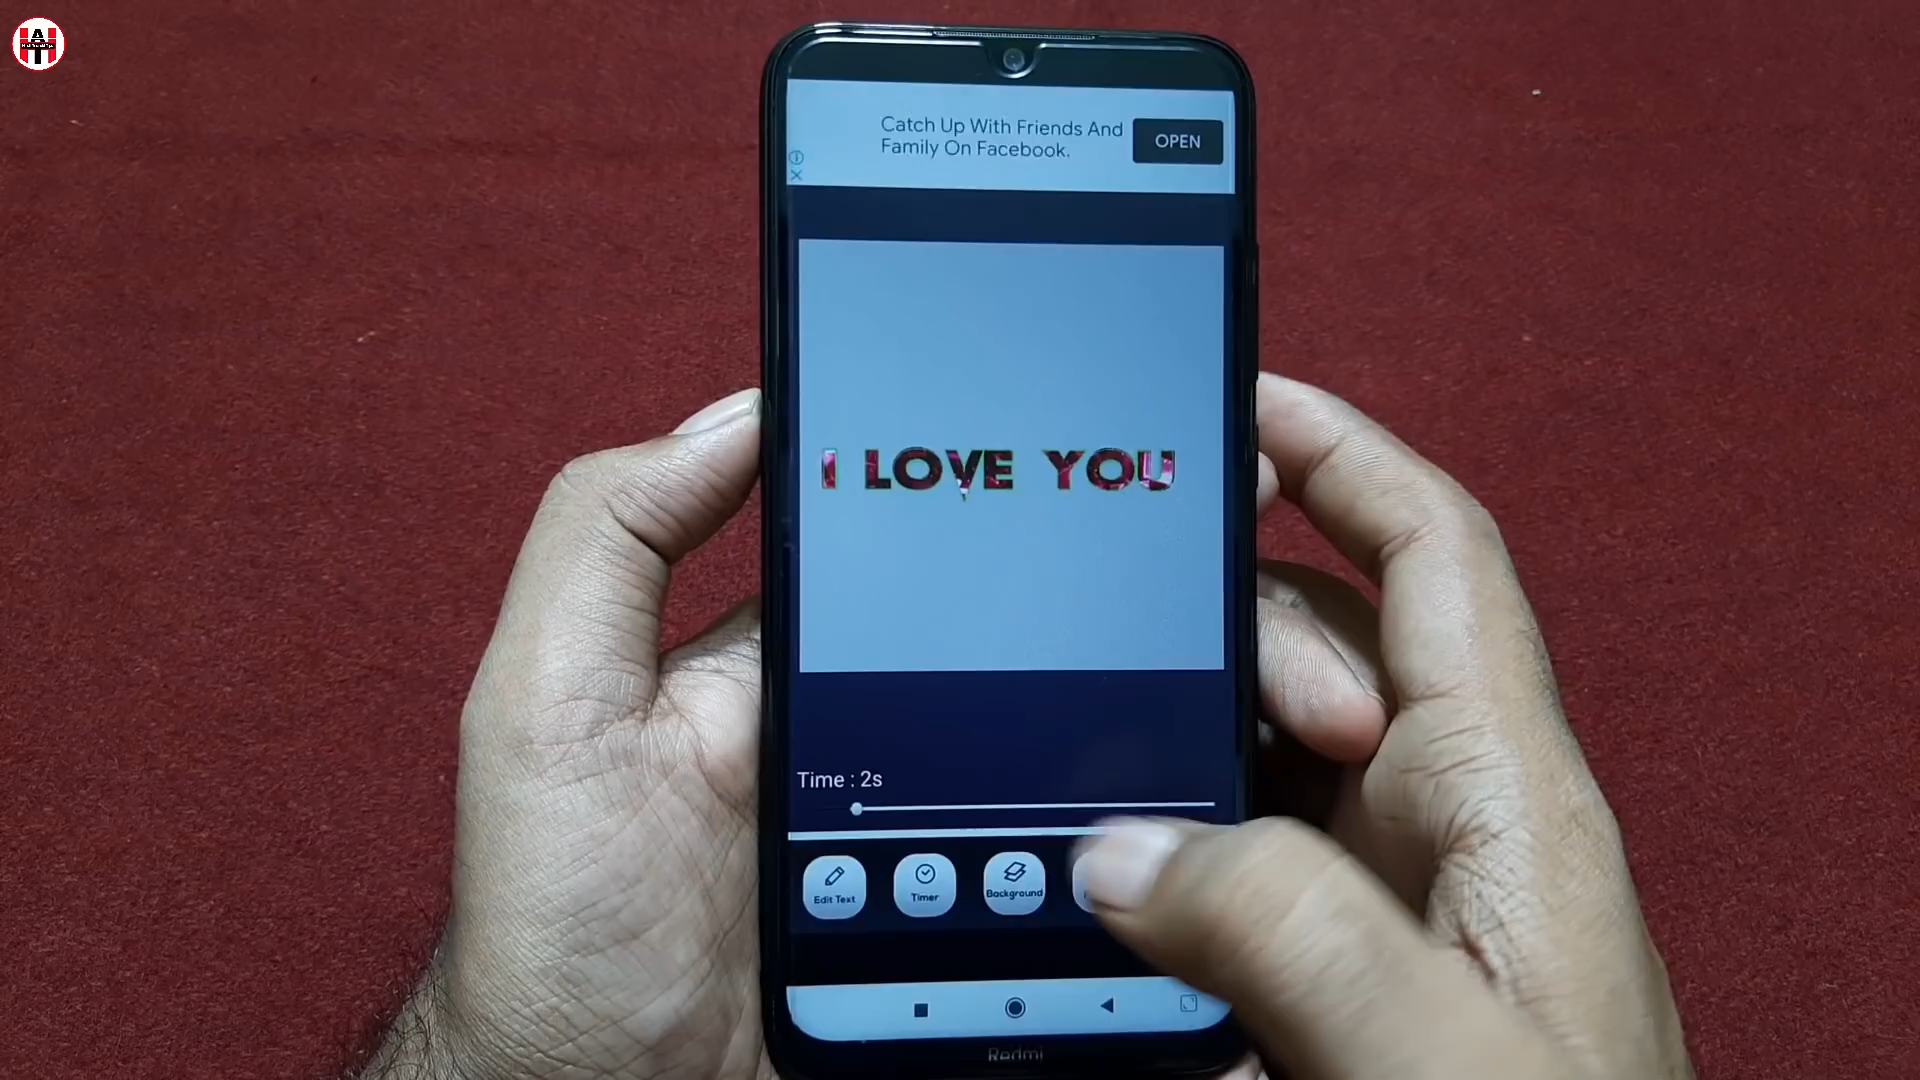 Catch Up With Friends And
Family On Facebook.
OPEN
I LOVE YOU
Time : 2s
Edit Text
Timer
Background
Redmi